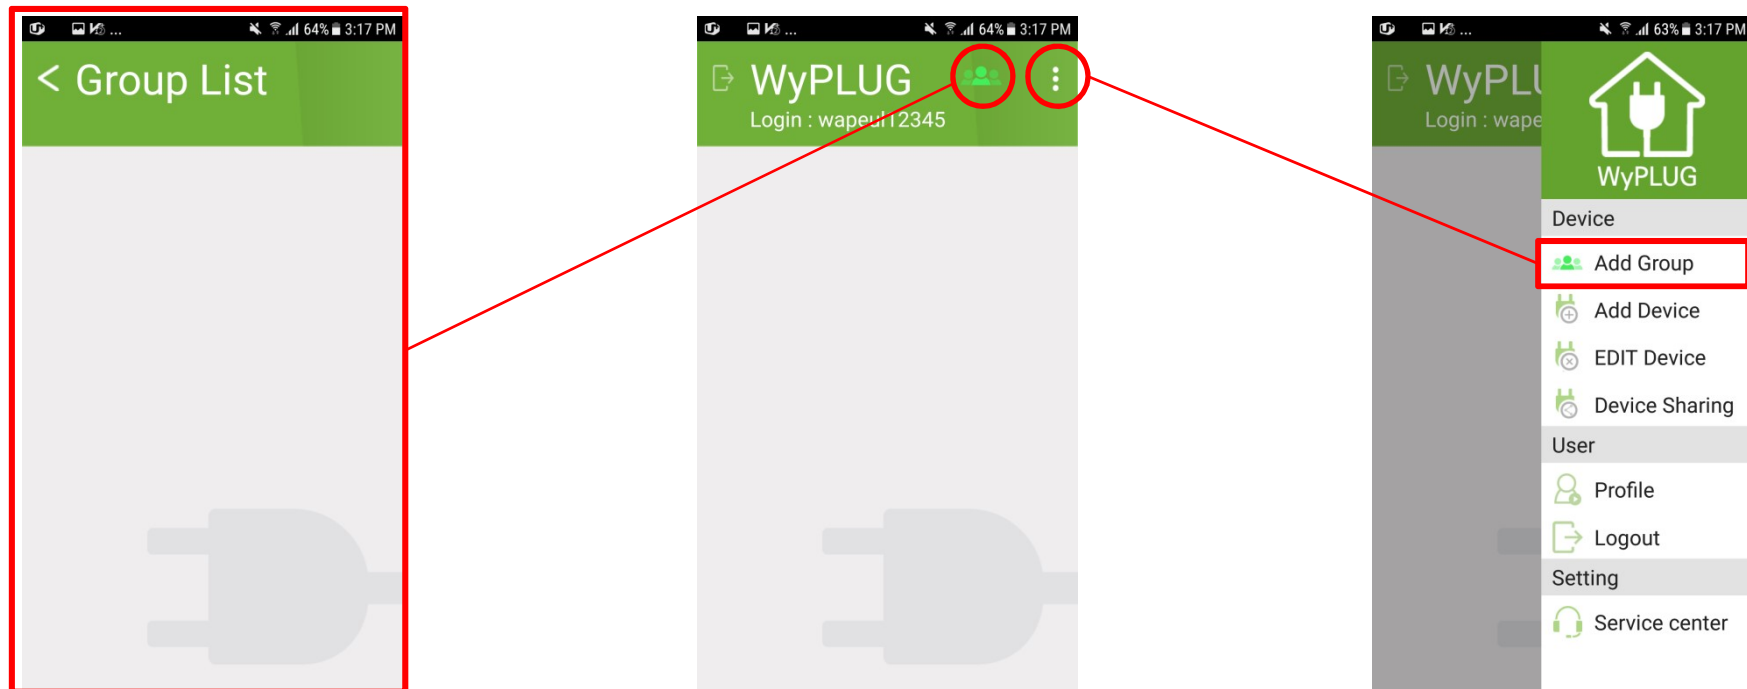 ... 64% 3:17 PM
< Group List
... 64% 3:17 PM
WyPLUG
Login : wapeul12345
... 63% 3:17 PM
WyPLU
Login : wape
WyPLUG
Device
Add Group
Add Device
EDIT Device
Device Sharing
User
Profile
Logout
Setting
Service center